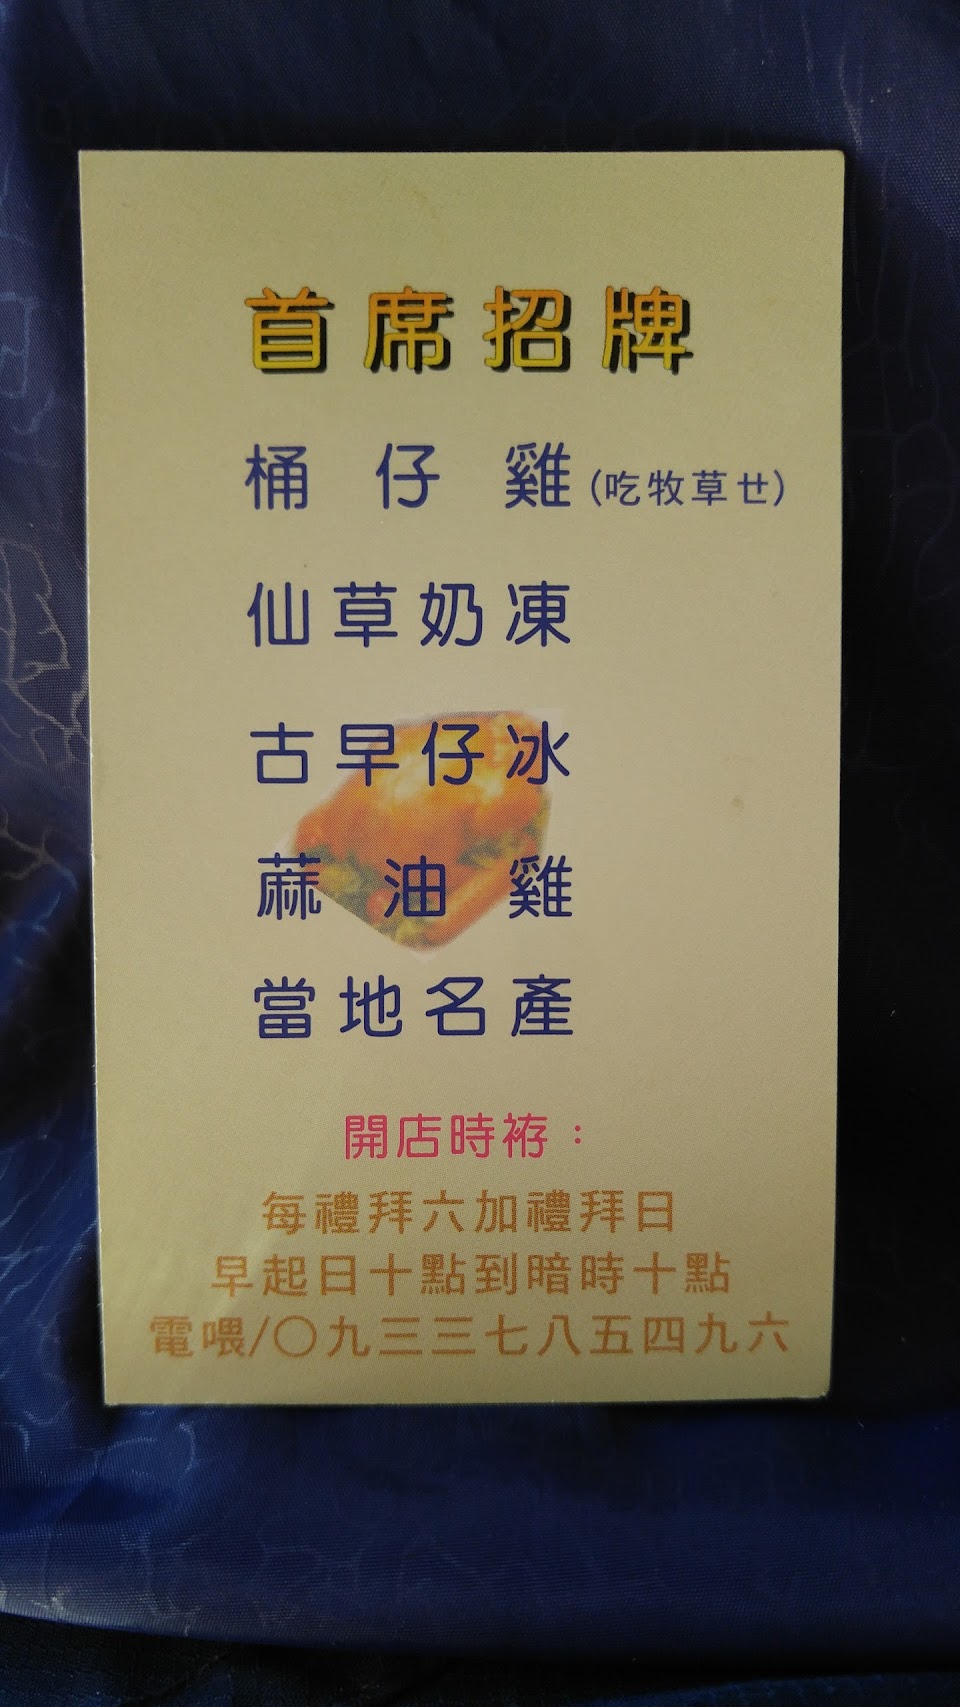 首席招牌
桶仔雞(吃牧草ㄝ)
仙草奶凍
古早仔冰
蔴油雞
當地名產
開店時袸：
每禮拜六加禮拜日
早起日十點到暗時十點
電喂/〇九三三七八五四九六